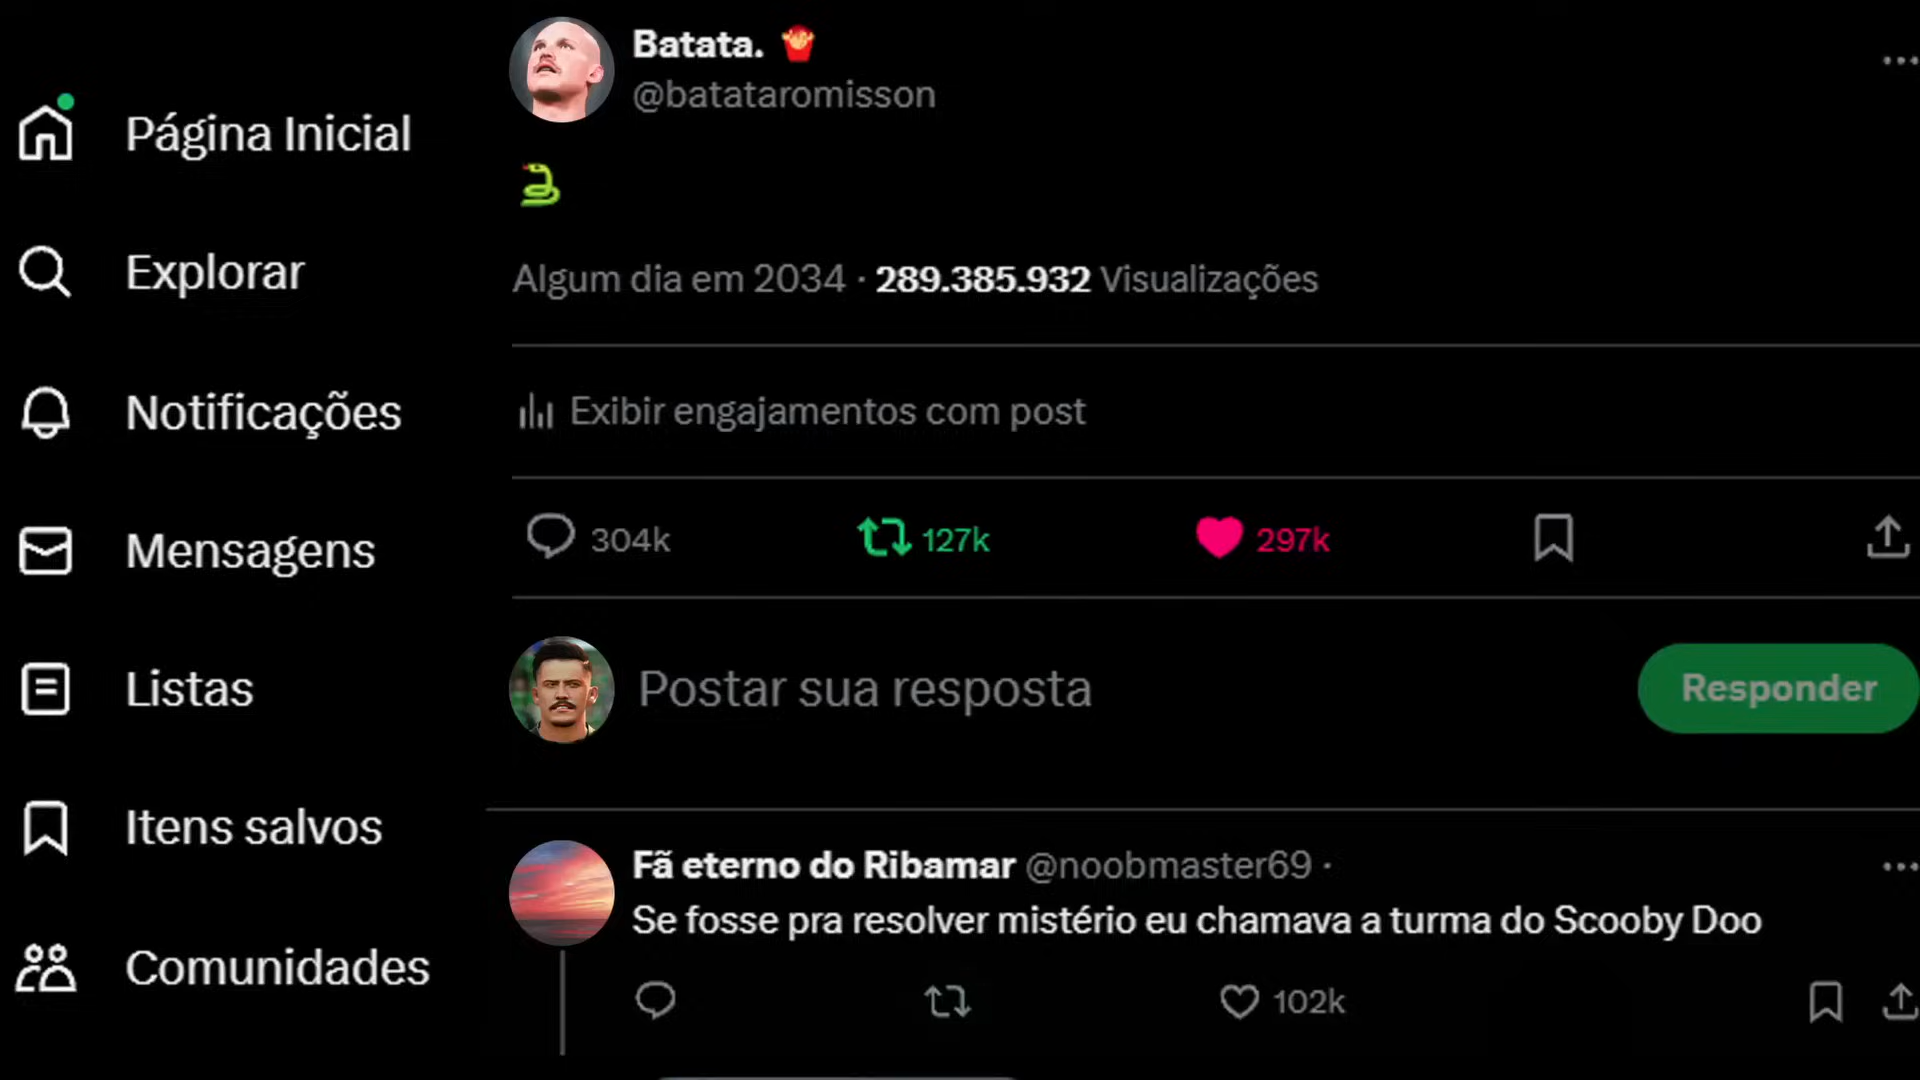 Página Inicial
Explorar
Notificações
Mensagens
Listas
Itens salvos
Comunidades
Batata. 🍟
@batataromisson
🐍
Algum dia em 2034 · 289.385.932 Visualizações
Exibir engajamentos com post
304k 127k 297k
Postar sua resposta
Responder
Fã eterno do Ribamar @noobmaster69 ·
Se fosse pra resolver mistério eu chamava a turma do Scooby Doo
102k